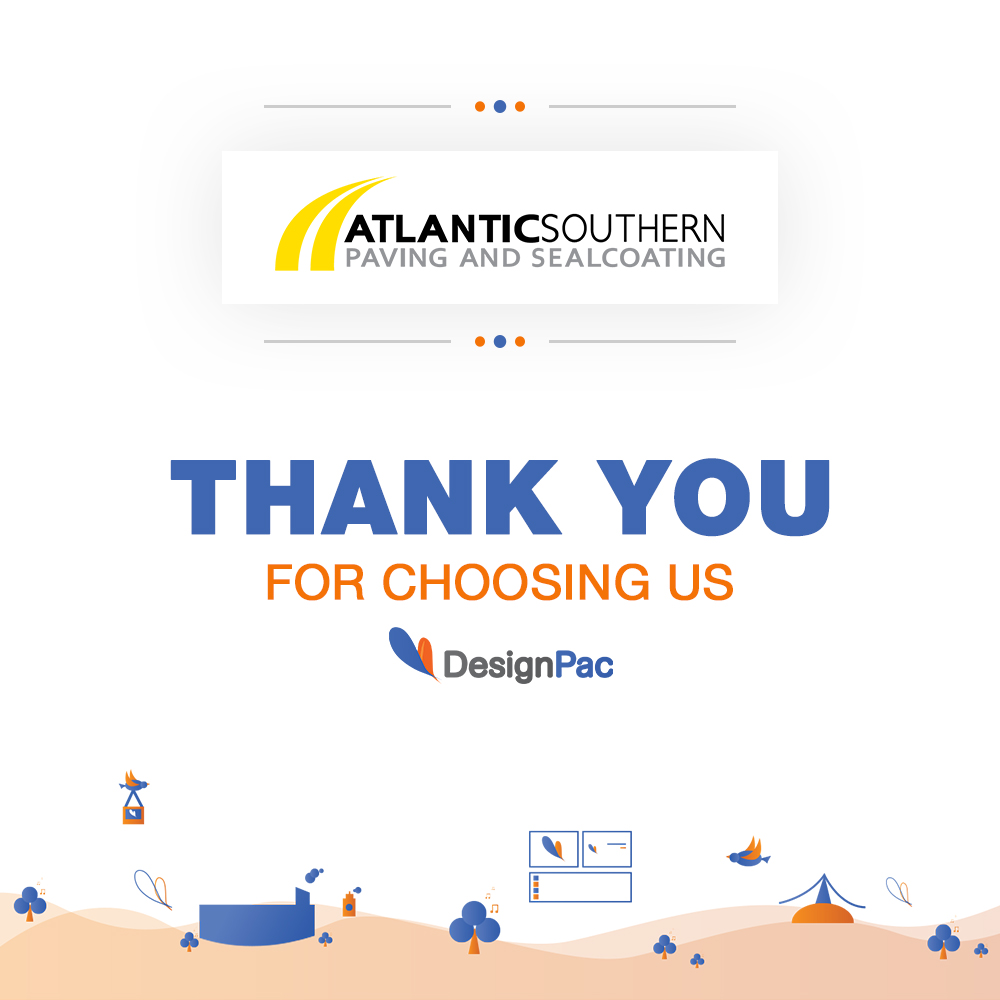 ATLANTICSOUTHERN
PAVING AND SEALCOATING
THANK YOU
FOR CHOOSING US
DesignPac